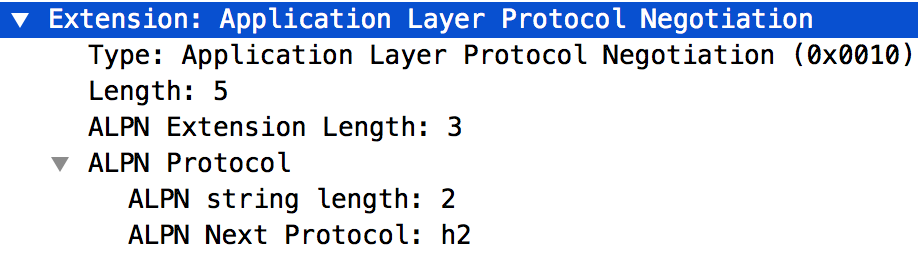 Extension: Application Layer Protocol Negotiation
Type: Application Layer Protocol Negotiation (0x0010)
Length: 5
ALPN Extension Length: 3
ALPN Protocol
ALPN string length: 2
ALPN Next Protocol: h2